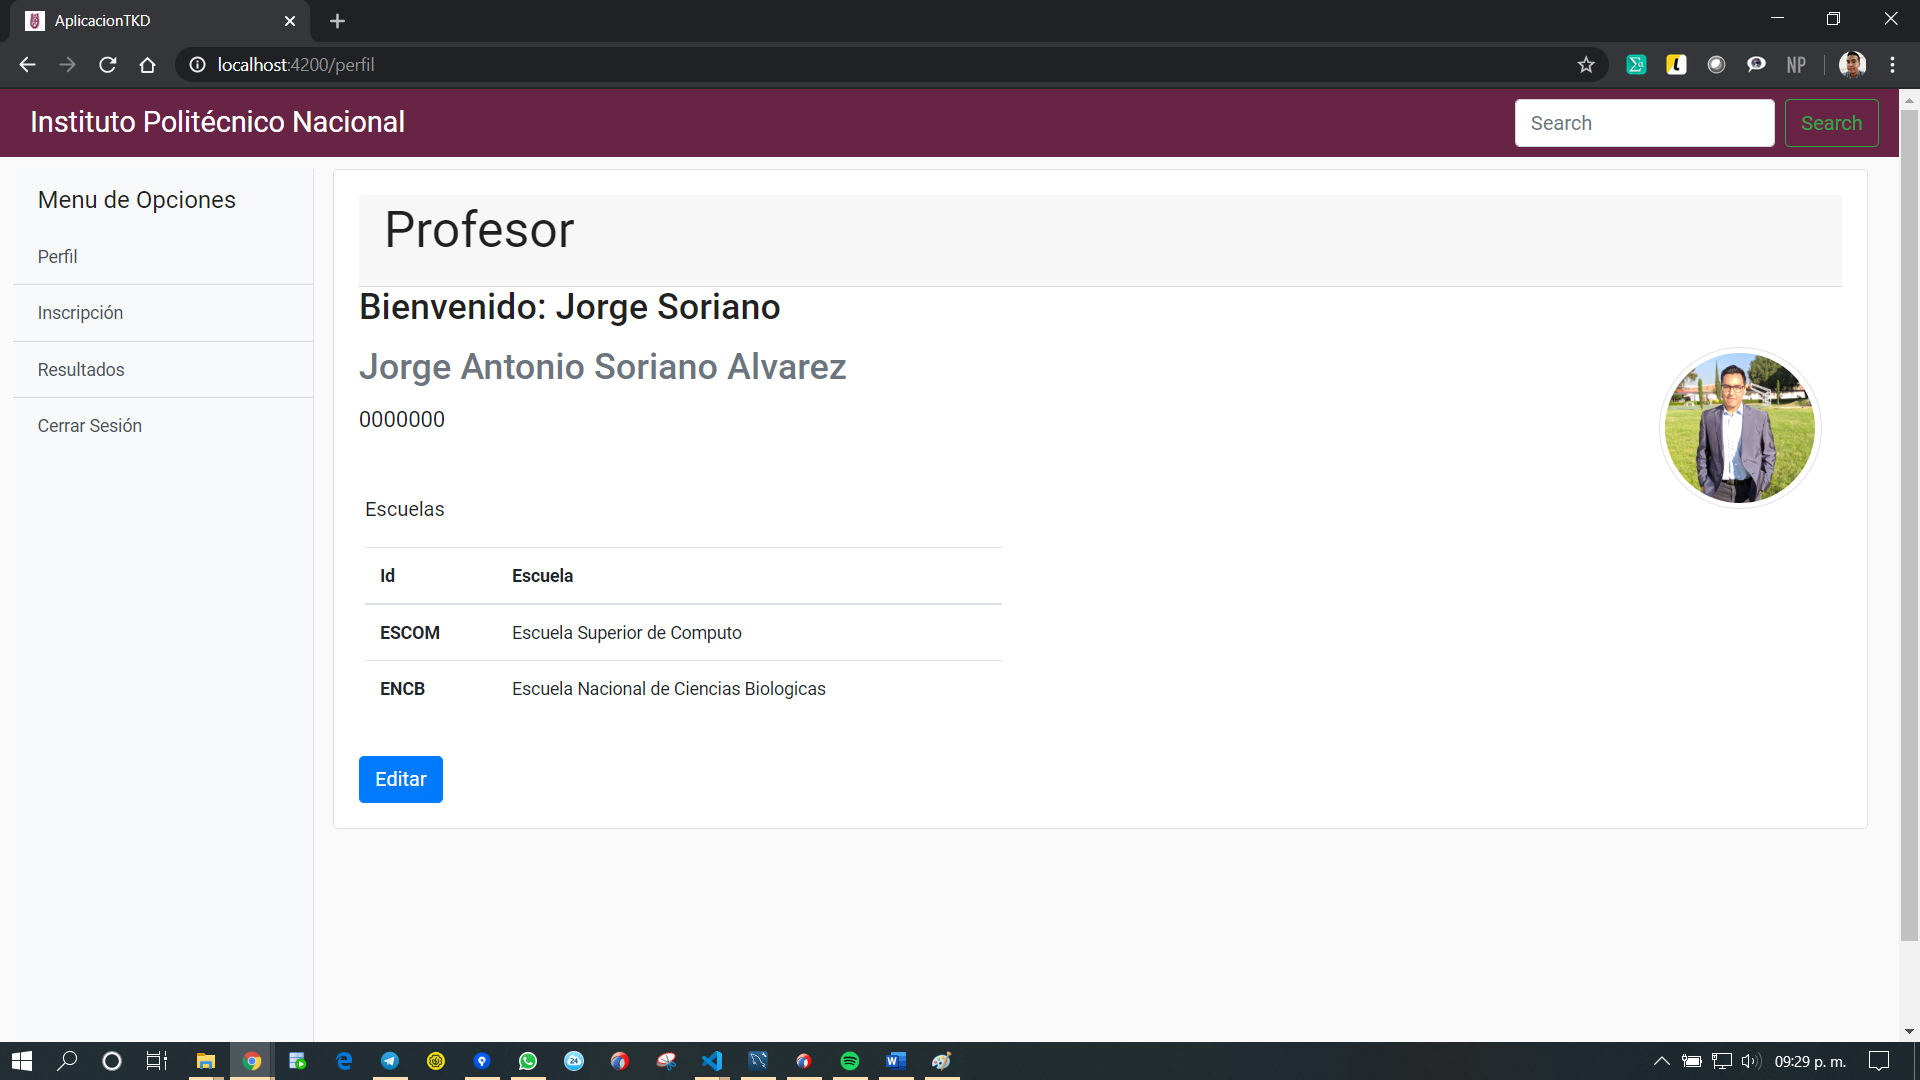 AplicacionTKD
localhost:4200/perfil
NP
Instituto Politécnico Nacional
Search
Search
Menu de Opciones
Perfil
Inscripción
Resultados
Cerrar Sesión
Profesor
Bienvenido: Jorge Soriano
Jorge Antonio Soriano Alvarez
0000000
Escuelas
Id Escuela
ESCOM Escuela Superior de Computo
ENCB Escuela Nacional de Ciencias Biologicas
Editar
24
W
09:29 p. m.